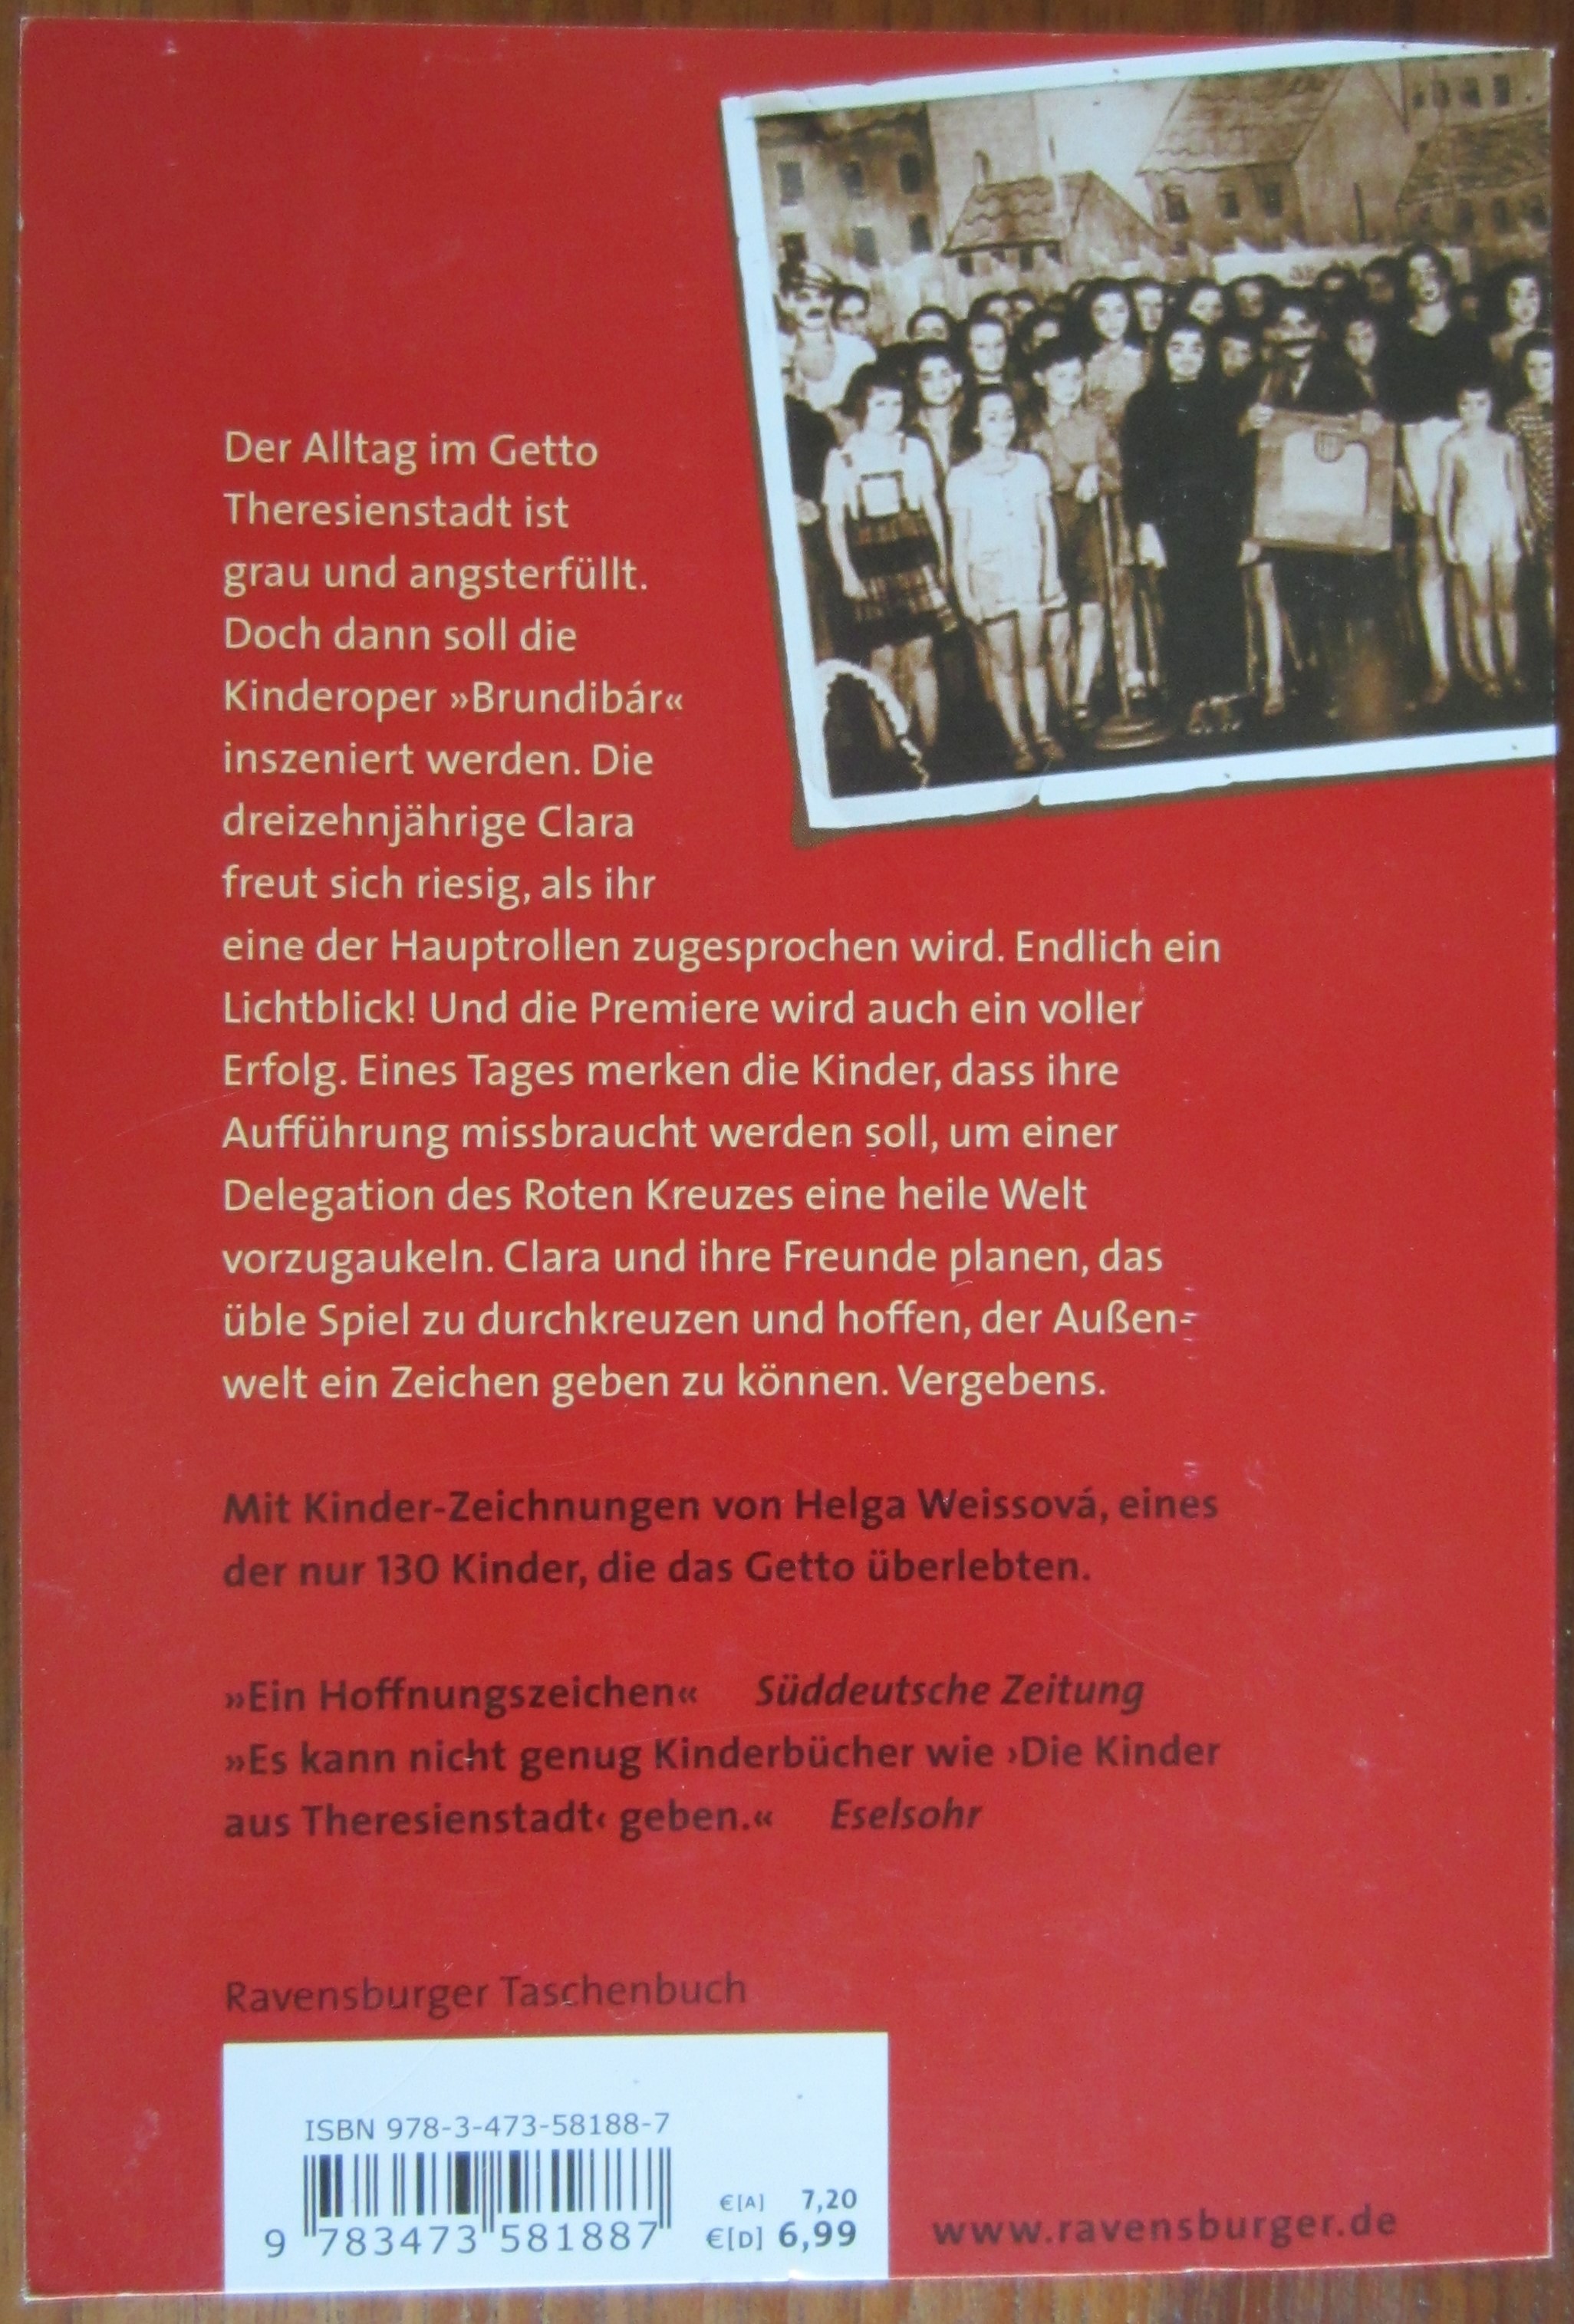 Der Alltag im Getto
Theresienstadt ist
grau und angsterfüllt.
Doch dann soll die
Kinderoper »Brundibár«
inszeniert werden. Die
dreizehnjährige Clara
freut sich riesig, als ihr
eine der Hauptrollen zugesprochen wird. Endlich ein
Lichtblick! Und die Premiere wird auch ein voller
Erfolg. Eines Tages merken die Kinder, dass ihre
Aufführung missbraucht werden soll, um einer
Delegation des Roten Kreuzes eine heile Welt
vorzugaukeln. Clara und ihre Freunde planen, das
üble Spiel zu durchkreuzen und hoffen, der Außen-
welt ein Zeichen geben zu können. Vergebens.
Mit Kinder-Zeichnungen von Helga Weissová, eines
der nur 130 Kinder, die das Getto überlebten.
»Ein Hoffnungszeichen« Süddeutsche Zeitung
»Es kann nicht genug Kinderbücher wie ›Die Kinder
aus Theresienstadt‹ geben.« Eselsohr
Ravensburger Taschenbuch
ISBN 978-3-473-58188-7
€[A] 7,20
€[D] 6,99
9 783473 581887
www.ravensburger.de